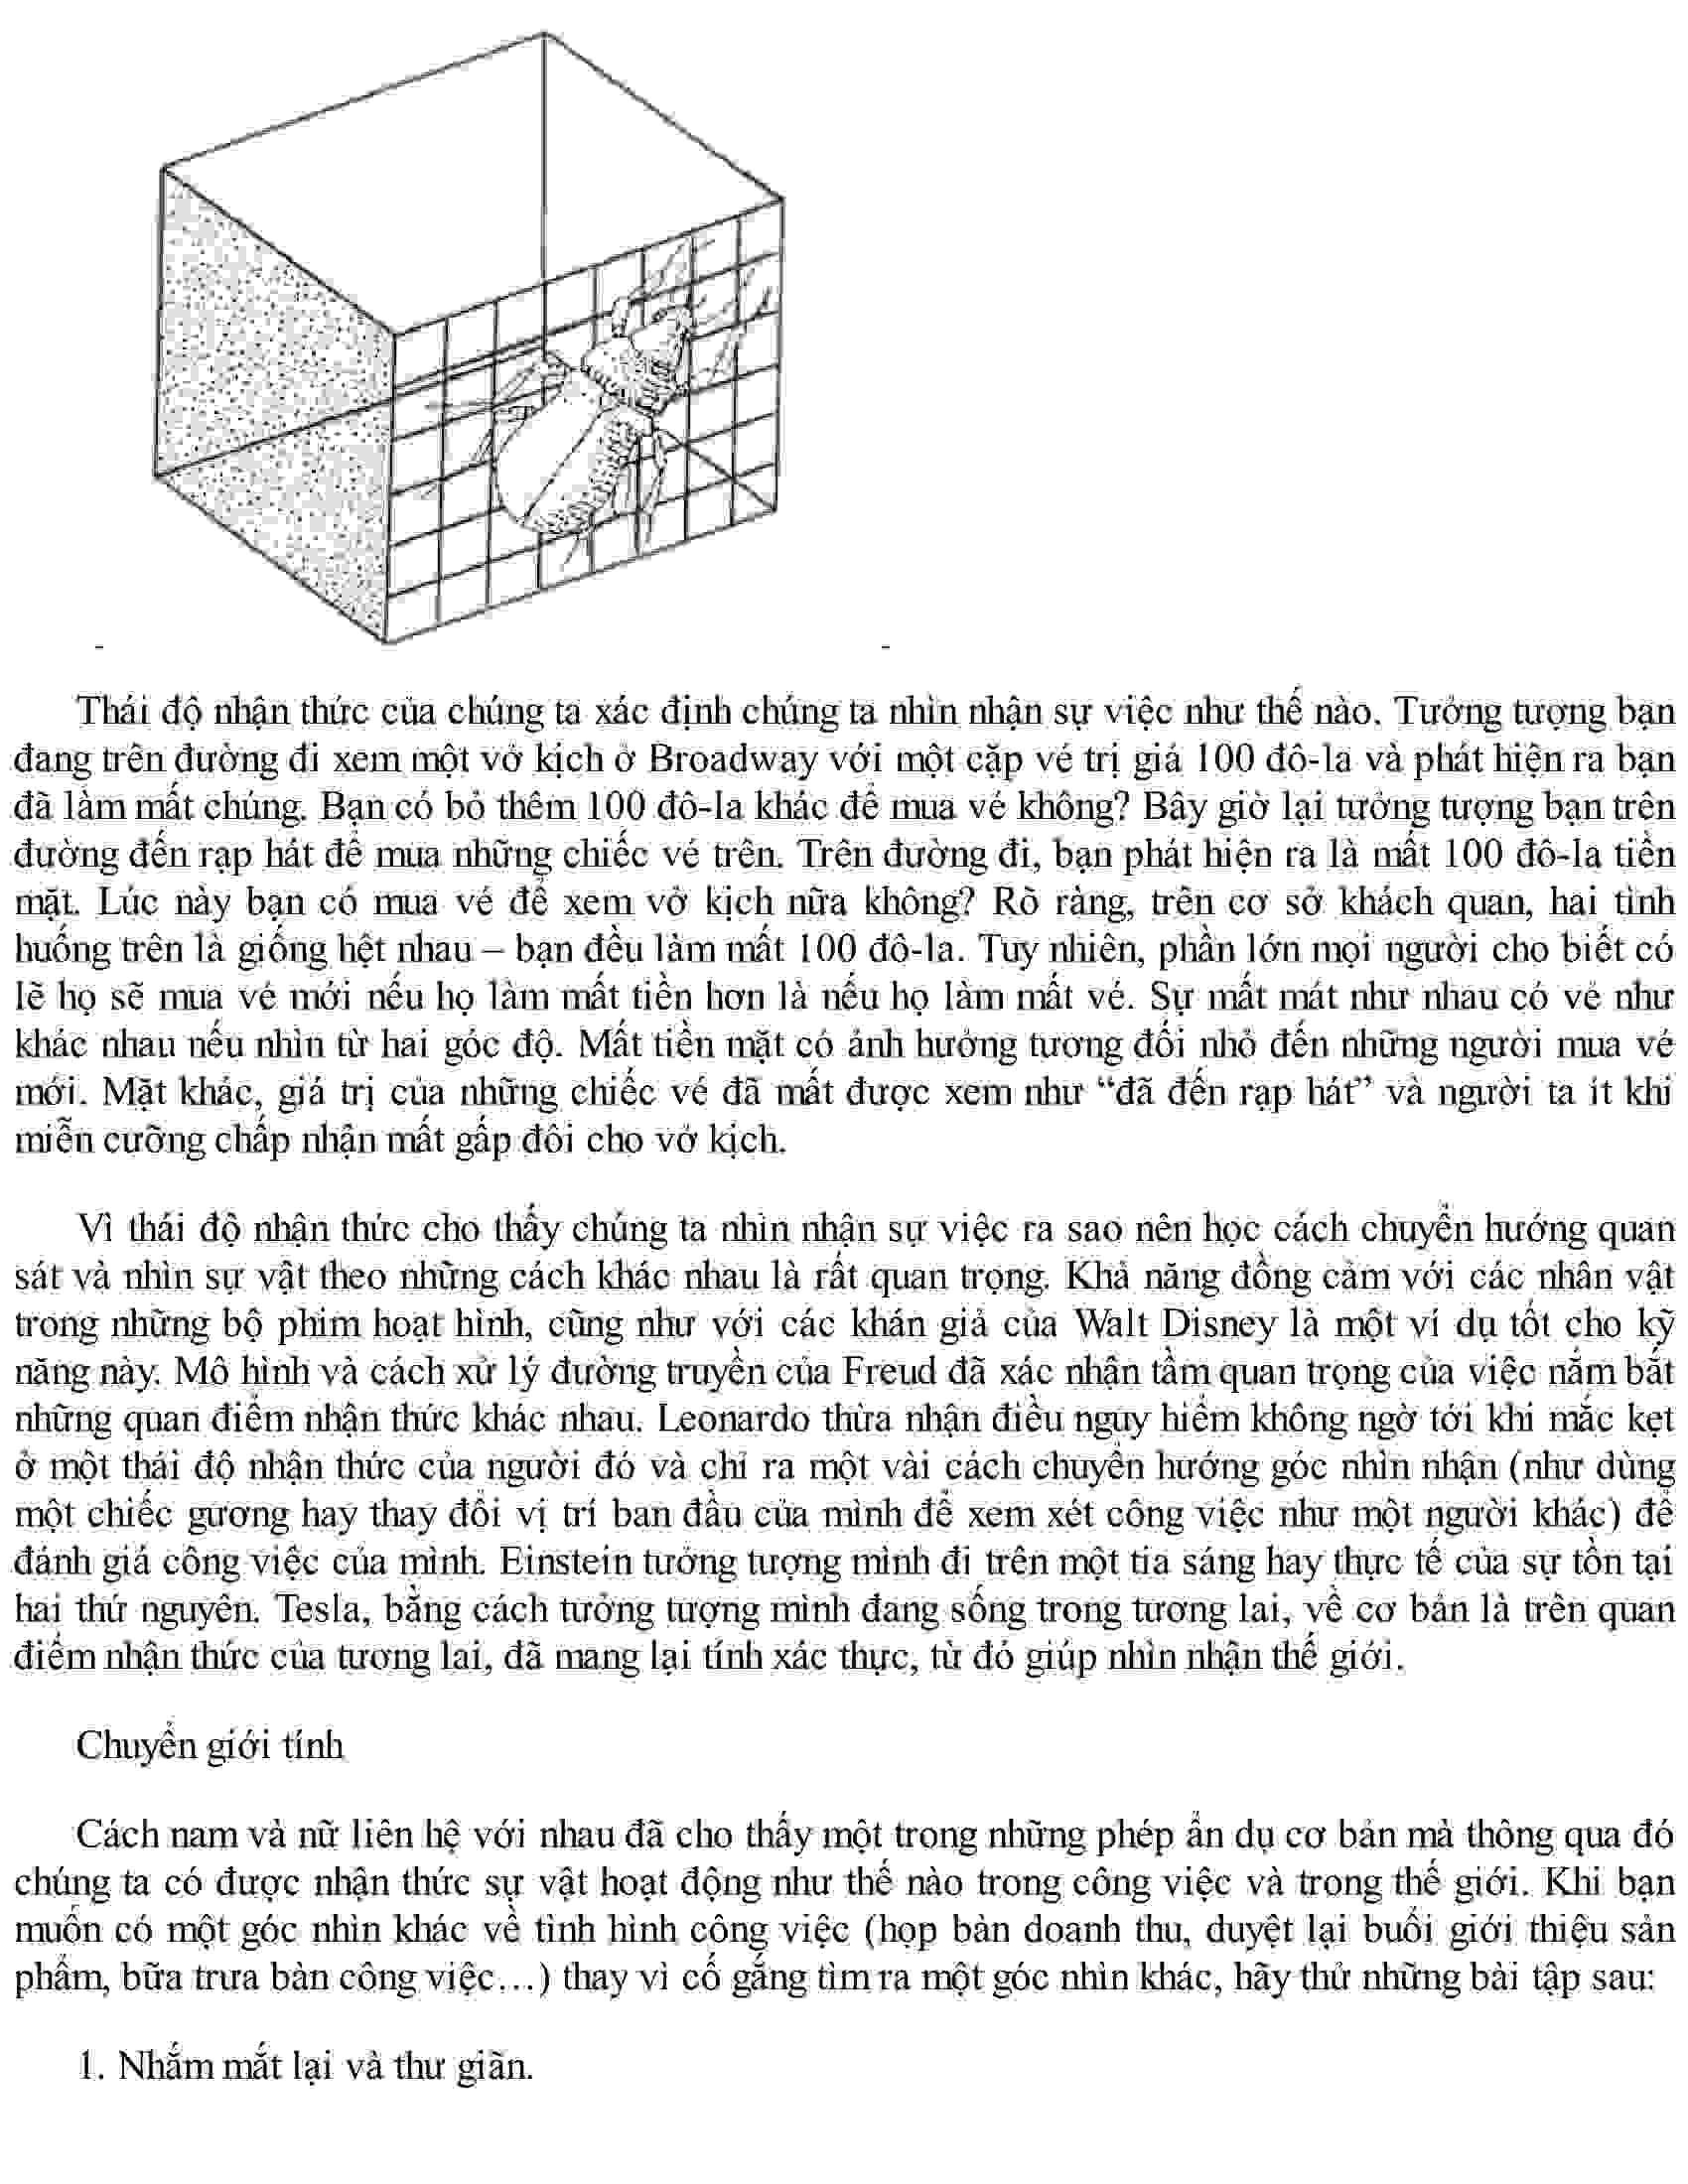 Thái độ nhận thức của chúng ta xác định chúng ta nhìn nhận sự việc như thế nào. Tưởng tượng bạn
đang trên đường đi xem một vở kịch ở Broadway với một cặp vé trị giá 100 đô-la và phát hiện ra bạn
đã làm mất chúng. Bạn có bỏ thêm 100 đô-la khác để mua vé không? Bây giờ lại tưởng tượng bạn trên
đường đến rạp hát để mua những chiếc vé trên. Trên đường đi, bạn phát hiện ra là mất 100 đô-la tiền
mặt. Lúc này bạn có mua vé để xem vở kịch nữa không? Rõ ràng, trên cơ sở khách quan, hai tình
huống trên là giống hệt nhau – bạn đều làm mất 100 đô-la. Tuy nhiên, phần lớn mọi người cho biết có
lẽ họ sẽ mua vé mới nếu họ làm mất tiền hơn là nếu họ làm mất vé. Sự mất mát như nhau có vẻ như
khác nhau nếu nhìn từ hai góc độ. Mất tiền mặt có ảnh hưởng tương đối nhỏ đến những người mua vé
mới. Mặt khác, giá trị của những chiếc vé đã mất được xem như “đã đến rạp hát” và người ta ít khi
miễn cưỡng chấp nhận mất gấp đôi cho vở kịch.
Vì thái độ nhận thức cho thấy chúng ta nhìn nhận sự việc ra sao nên học cách chuyển hướng quan
sát và nhìn sự vật theo những cách khác nhau là rất quan trọng. Khả năng đồng cảm với các nhân vật
trong những bộ phim hoạt hình, cũng như với các khán giả của Walt Disney là một ví dụ tốt cho kỹ
năng này. Mô hình và cách xử lý đường truyền của Freud đã xác nhận tầm quan trọng của việc nắm bắt
những quan điểm nhận thức khác nhau. Leonardo thừa nhận điều nguy hiểm không ngờ tới khi mắc kẹt
ở một thái độ nhận thức của người đó và chỉ ra một vài cách chuyển hướng góc nhìn nhận (như dùng
một chiếc gương hay thay đổi vị trí ban đầu của mình để xem xét công việc như một người khác) để
đánh giá công việc của mình. Einstein tưởng tượng mình đi trên một tia sáng hay thực tế của sự tồn tại
hai thứ nguyên. Tesla, bằng cách tưởng tượng mình đang sống trong tương lai, về cơ bản là trên quan
điểm nhận thức của tương lai, đã mang lại tính xác thực, từ đó giúp nhìn nhận thế giới.
Chuyển giới tính
Cách nam và nữ liên hệ với nhau đã cho thấy một trong những phép ẩn dụ cơ bản mà thông qua đó
chúng ta có được nhận thức sự vật hoạt động như thế nào trong công việc và trong thế giới. Khi bạn
muốn có một góc nhìn khác về tình hình công việc (họp bàn doanh thu, duyệt lại buổi giới thiệu sản
phẩm, bữa trưa bàn công việc…) thay vì cố gắng tìm ra một góc nhìn khác, hãy thử những bài tập sau:
1. Nhắm mắt lại và thư giãn.